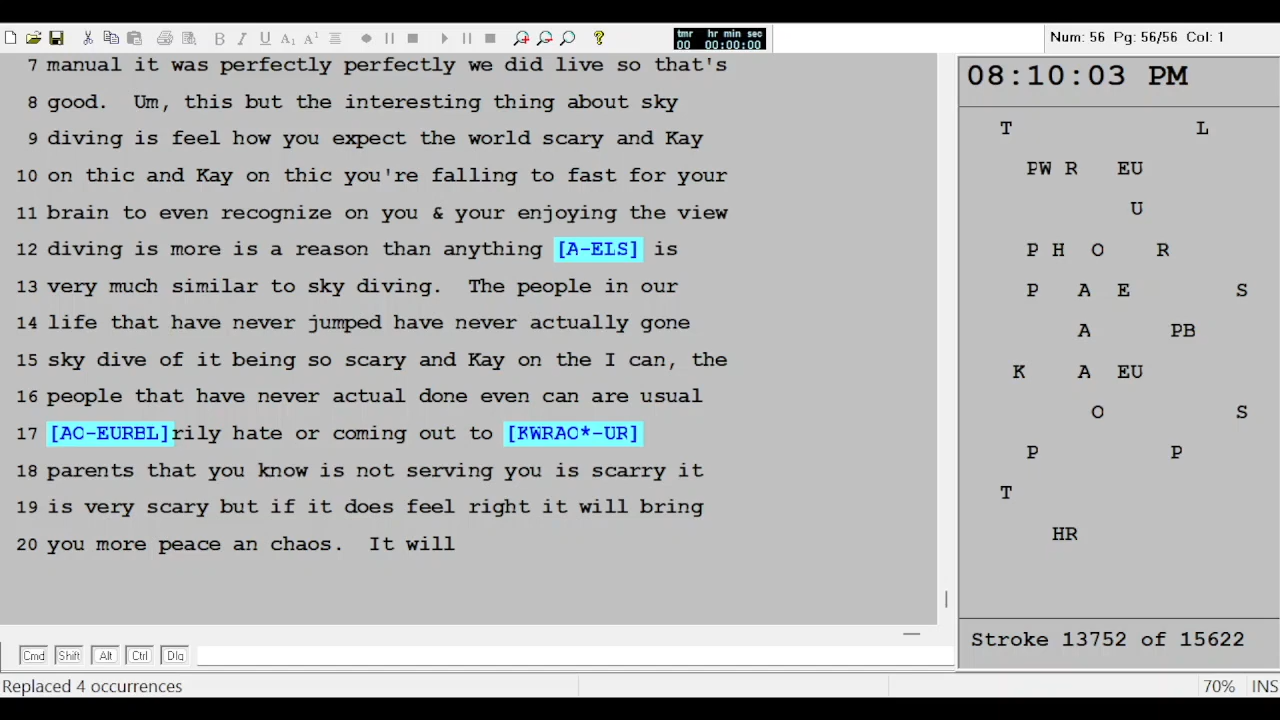 B I U A1 A1 tmr hr min sec
00 00:00:00 Num: 56 Pg: 56/56 Col: 1
7 manual it was perfectly perfectly we did live so that's
8 good. Um, this but the interesting thing about sky
9 diving is feel how you expect the world scary and Kay
10 on thic and Kay on thic you're falling to fast for your
11 brain to even recognize on you & your enjoying the view
12 diving is more is a reason than anything [A-ELS] is
13 very much similar to sky diving. The people in our
14 life that have never jumped have never actually gone
15 sky dive of it being so scary and Kay on the I can, the
16 people that have never actual done even can are usual
17 [AO-EURBL]rily hate or coming out to [KWRAO*-UR]
18 parents that you know is not serving you is scarry it
19 is very scary but if it does feel right it will bring
20 you more peace an chaos. It will
08:10:03 PM
T L
PW R EU
U
P H O R
P A E S
A PB
K A EU
O S
P P
T
HR
Stroke 13752 of 15622
Cmd Shift Alt Ctrl Dlg
Replaced 4 occurrences 70% INS